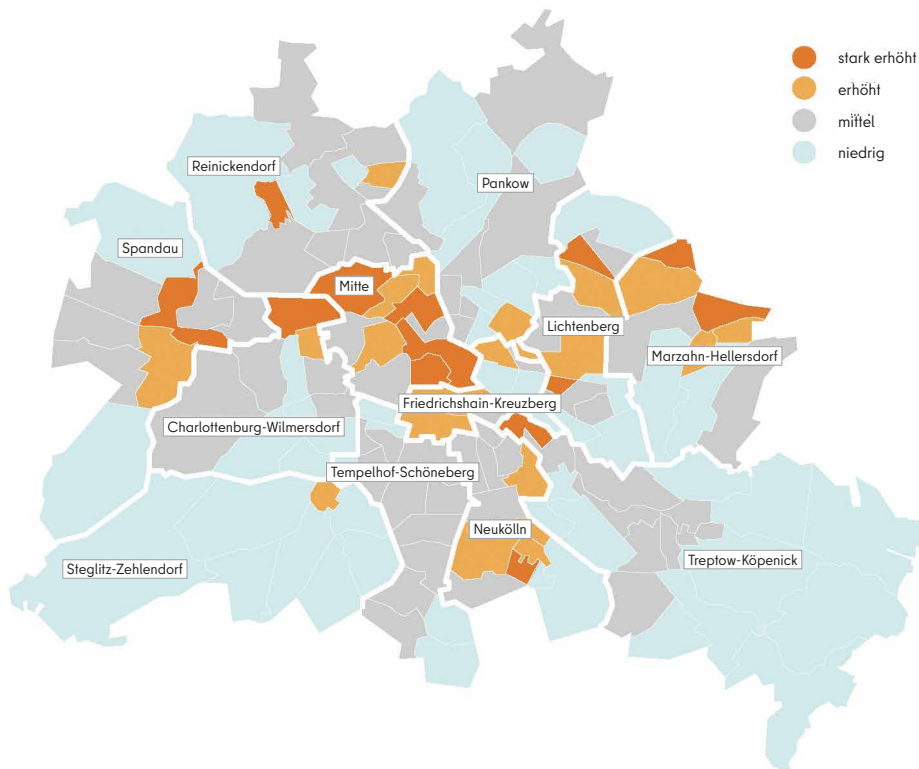 stark erhöht
erhöht
mittel
niedrig
Reinickendorf
Pankow
Spandau
Mitte
Lichtenberg
Marzahn-Hellersdorf
Friedrichshain-Kreuzberg
Charlottenburg-Wilmersdorf
Tempelhof-Schöneberg
Neukölln
Steglitz-Zehlendorf
Treptow-Köpenick